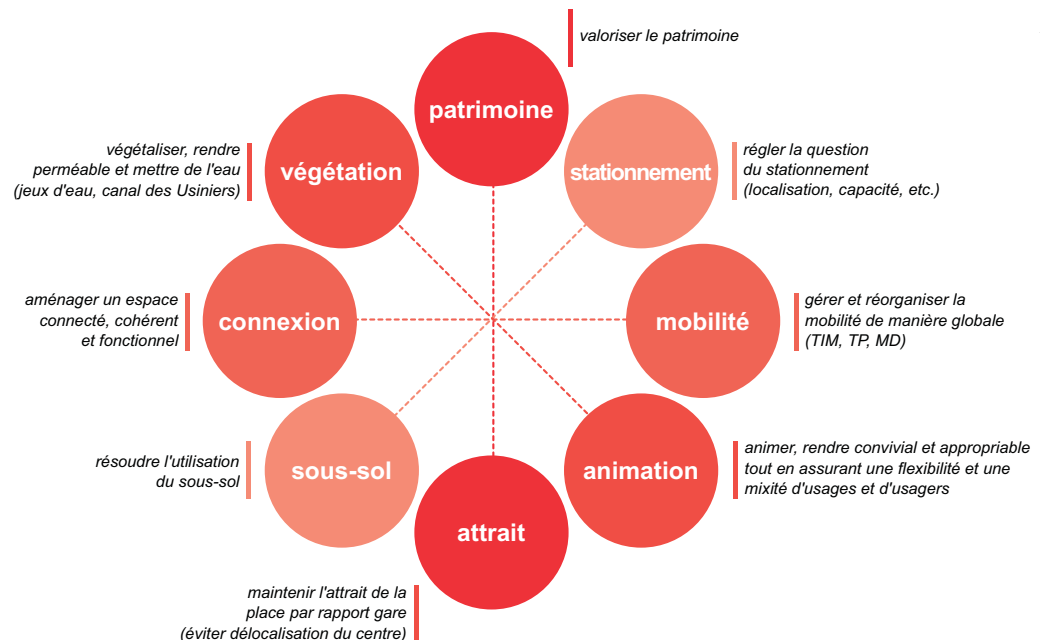 valoriser le patrimoine
patrimoine
stationnement
régler la question
du stationnement
(localisation, capacité, etc.)
mobilité
gérer et réorganiser la
mobilité de manière globale
(TIM, TP, MD)
animation
animer, rendre convivial et appropriable
tout en assurant une flexibilité et une
mixité d'usages et d'usagers
attrait
maintenir l'attrait de la
place par rapport gare
(éviter délocalisation du centre)
sous-sol
résoudre l'utilisation
du sous-sol
connexion
aménager un espace
connecté, cohérent
et fonctionnel
végétation
végétaliser, rendre
perméable et mettre de l'eau
(jeux d'eau, canal des Usiniers)